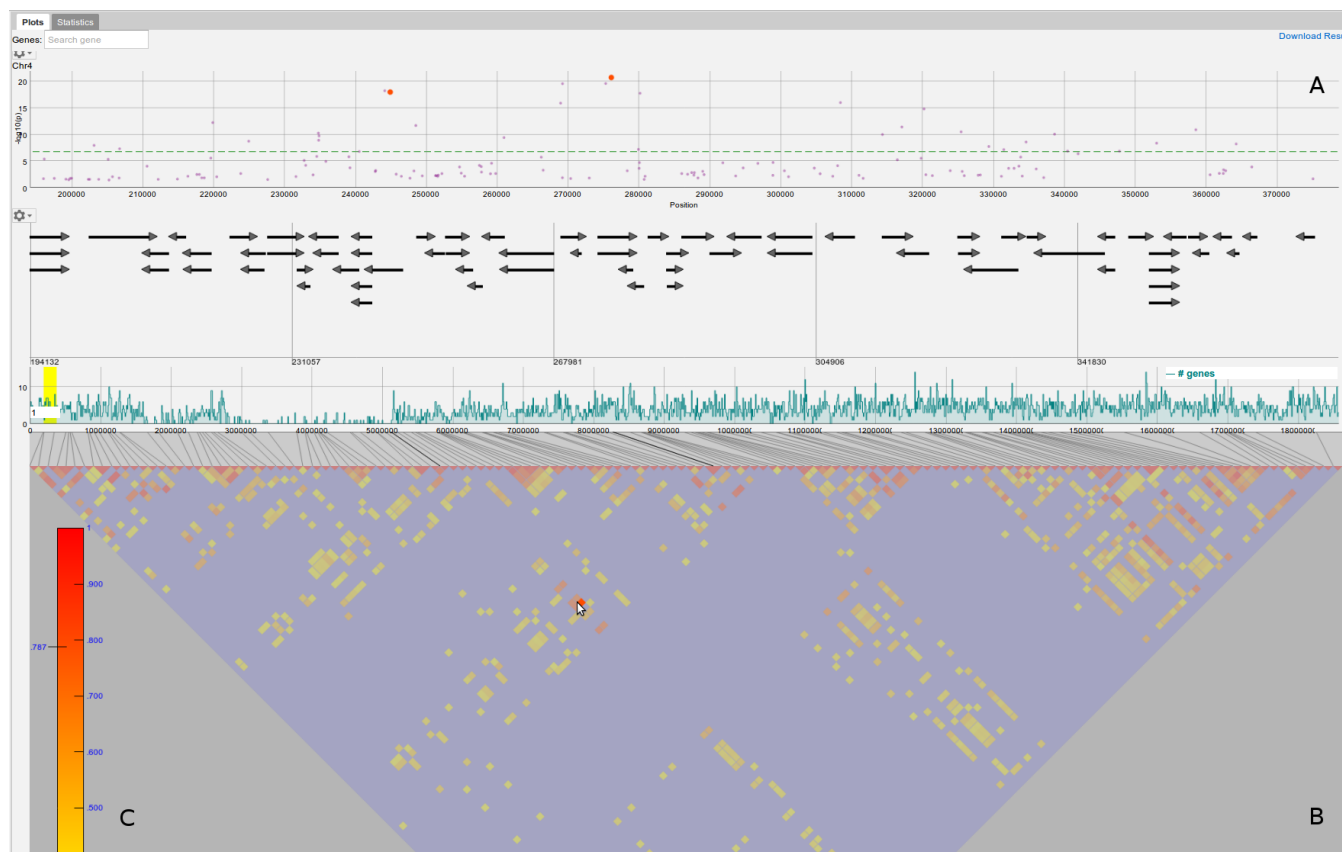 Plots Statistics
Genes: Search gene
Download Resu
Chr4
A
-log10(p)
20
15
10
5
0
200000 210000 220000 230000 240000 250000 260000 270000 280000 290000 300000 310000 320000 330000 340000 350000 360000 370000
Position
194132 231057 267981 304906 341830
10
0
— # genes
1
0 1000000 2000000 3000000 4000000 5000000 6000000 7000000 8000000 9000000
1
.900
.800
.787
.700
.600
.500
C
B